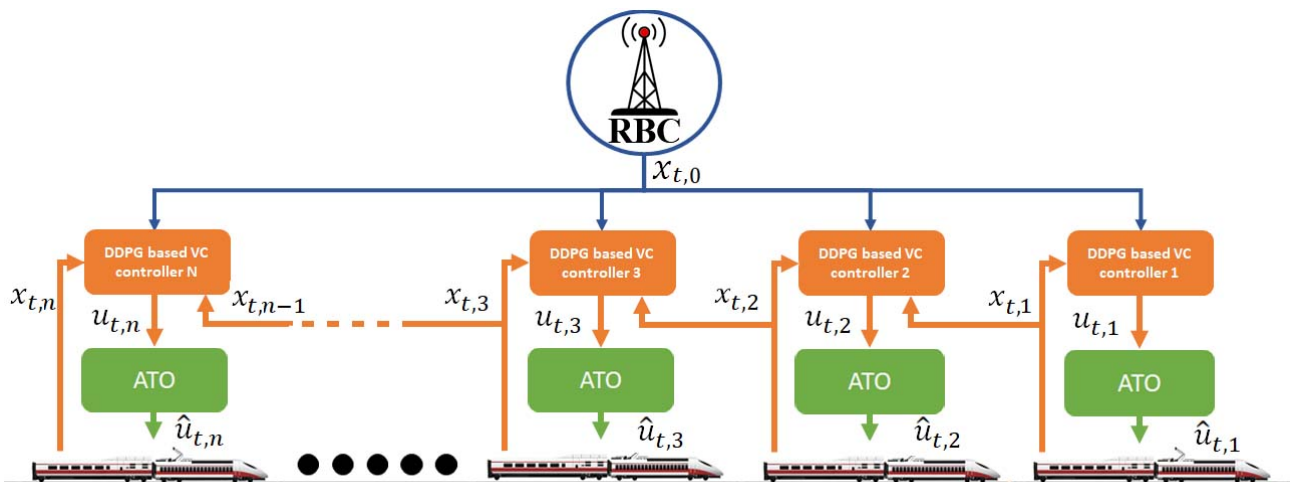 RBC
x_{t,0}
DDPG based VC
controller N
DDPG based VC
controller 3
DDPG based VC
controller 2
DDPG based VC
controller 1
x_{t,n}
u_{t,n}
x_{t,n-1}
x_{t,3}
u_{t,3}
x_{t,2}
u_{t,2}
x_{t,1}
u_{t,1}
ATO
ATO
ATO
ATO
û_{t,n}
û_{t,3}
û_{t,2}
û_{t,1}